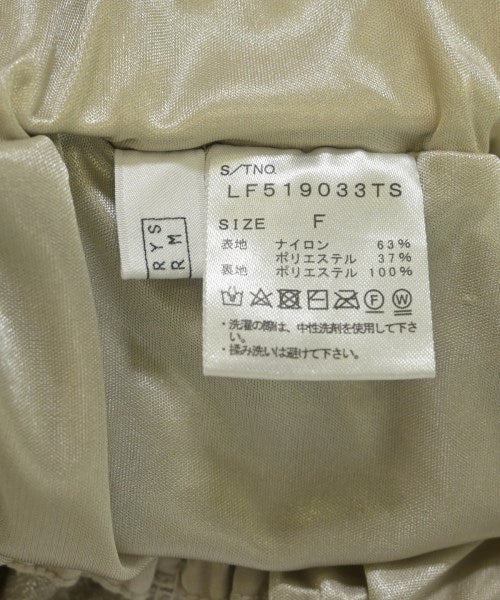 S/TNO.
LF519033TS
SIZE F
表地 ナイロン 63%
ポリエステル 37%
裏地 ポリエステル 100%
F W
・洗濯の際は、中性洗剤を使用して下さ
い。
・揉み洗いは避けて下さい。
RYS
RM